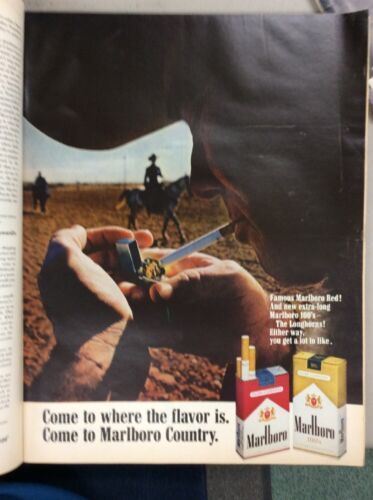 Famous Marlboro Red!
And new extra-long
Marlboro 100's—
The Longhorns!
Either way,
you get a lot to like.
Come to where the flavor is.
Come to Marlboro Country.
Marlboro
Marlboro
100's